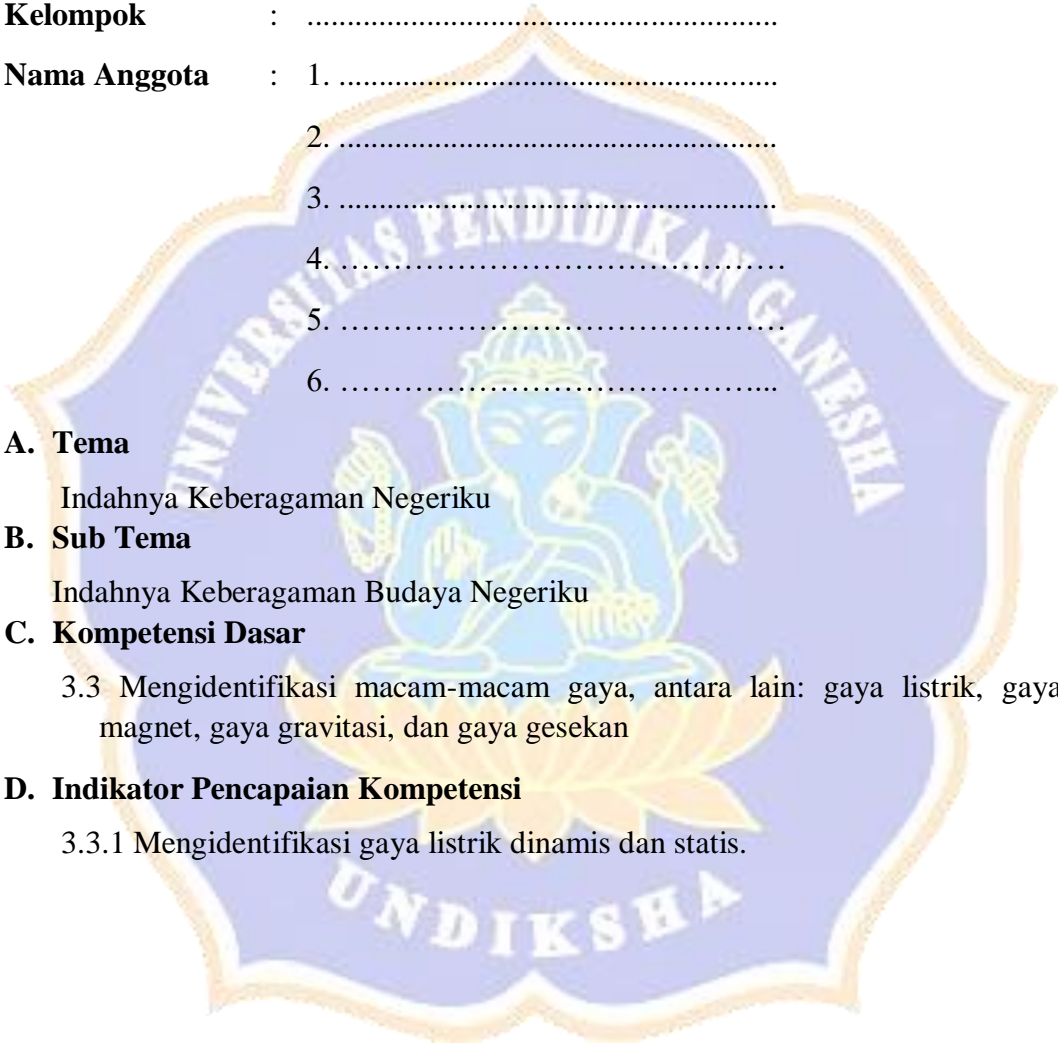 Kelompok : ..........................................................
Nama Anggota : 1. ......................................................
2. ......................................................
3. ......................................................
4. ……………………………………
5. ……………………………………
6. …………………………………...
UNIVERSITAS PENDIDIKAN GANESHA
A. Tema
Indahnya Keberagaman Negeriku
B. Sub Tema
Indahnya Keberagaman Budaya Negeriku
C. Kompetensi Dasar
3.3 Mengidentifikasi macam-macam gaya, antara lain: gaya listrik, gaya
magnet, gaya gravitasi, dan gaya gesekan
D. Indikator Pencapaian Kompetensi
3.3.1 Mengidentifikasi gaya listrik dinamis dan statis.
UNDIKSHA